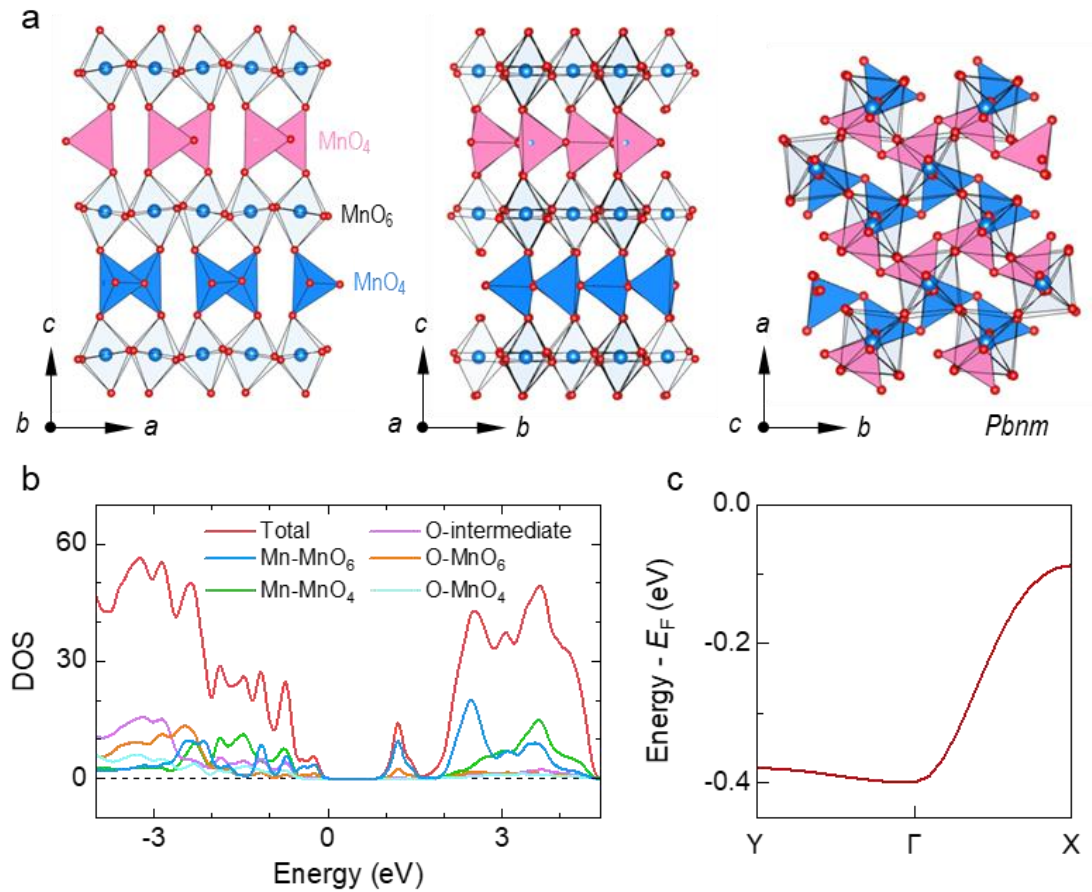 a
MnO4
MnO6
MnO4
c
b
a
c
a
b
a
c
b
Pbnm
b
c
Total
O-intermediate
Mn-MnO6
O-MnO6
Mn-MnO4
O-MnO4
DOS
60
30
0
-3
0
3
Energy (eV)
Energy - EF (eV)
0.0
-0.2
-0.4
Y
Γ
X